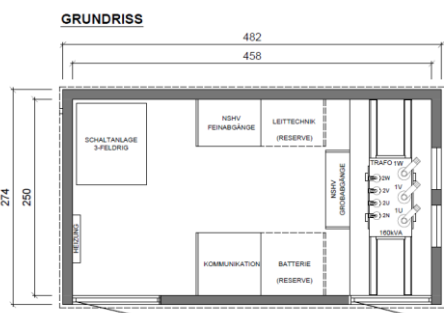 GRUNDRISS
482
458
274
250
SCHALTANLAGE
3-FELDRIG
NSHV
FEINABGÄNGE
LEITTECHNIK
(RESERVE)
NSHV
GROBABGÄNGE
TRAFO
1W
2W
2V
1V
2U
1U
2N
160kVA
HEIZUNG
KOMMUNIKATION
BATTERIE
(RESERVE)